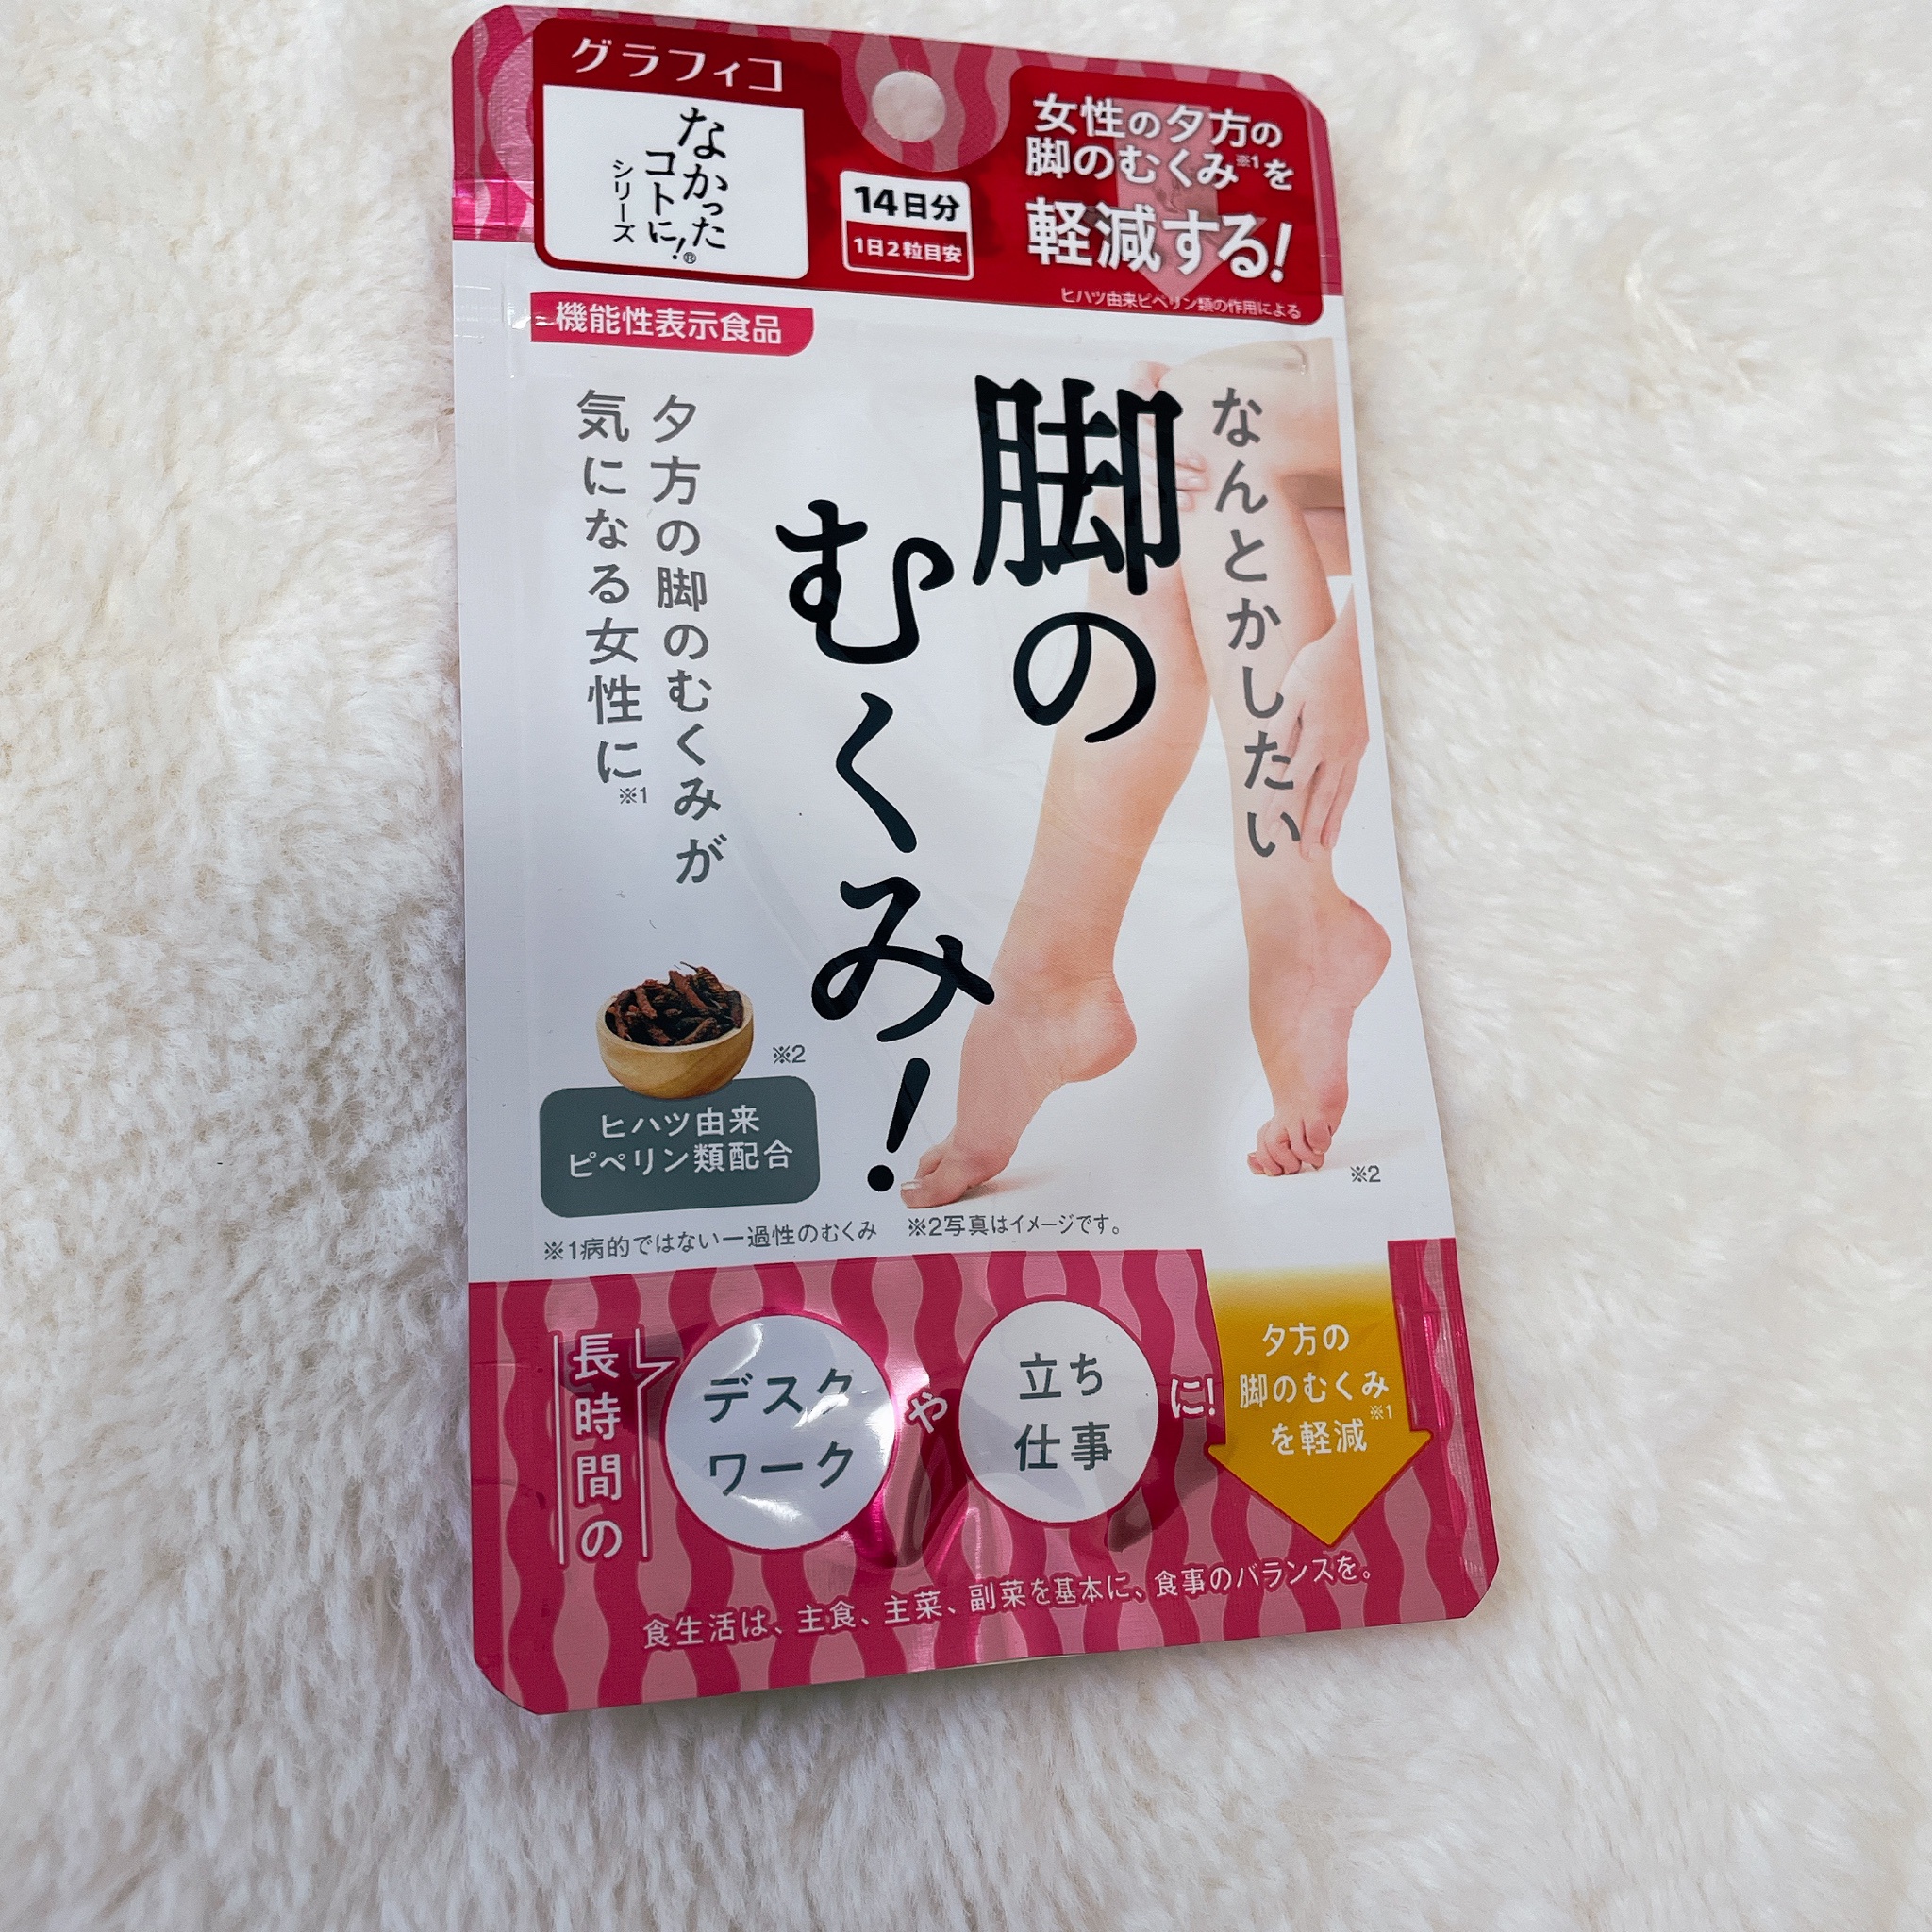 グラフィコ
なかった
コトに!®
シリーズ
14日分
1日2粒目安
女性の夕方の
脚のむくみ※1を
軽減する!
ヒハツ由来ピペリン類の作用による
機能性表示食品
なんとかしたい
脚の
むくみ!
夕方の脚のむくみが
気になる女性に※1
※2
ヒハツ由来
ピペリン類配合
※2
※1病的ではない一過性のむくみ ※2写真はイメージです。
長時間の
デスク
ワーク
や
立ち
仕事
に!
夕方の
脚のむくみ※1
を軽減
食生活は、主食、主菜、副菜を基本に、食事のバランスを。